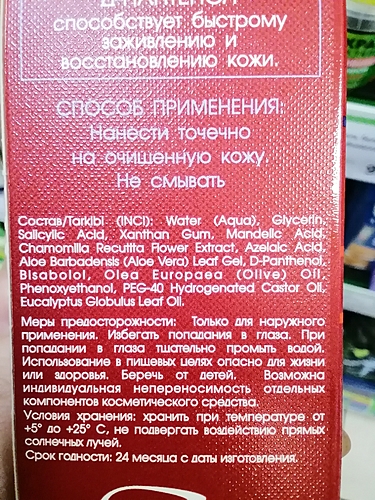 Д-ПАНТЕНОЛ
способствует быстрому
заживлению и
восстановлению кожи.
СПОСОБ ПРИМЕНЕНИЯ:
Нанести точечно
на очищенную кожу.
Не смывать
Состав/Tarkibi (INCI): Water (Aqua), Glycerin,
Salicylic Acid, Xanthan Gum, Mandelic Acid,
Chamomilla Recutita Flower Extract, Azelaic Acid,
Aloe Barbadensis (Aloe Vera) Leaf Gel, D-Panthenol,
Bisabolol, Olea Europaea (Olive) Oil,
Phenoxyethanol, PEG-40 Hydrogenated Castor Oil,
Eucalyptus Globulus Leaf Oil.
Меры предосторожности: Только для наружного
применения. Избегать попадания в глаза. При
попадании в глаза тщательно промыть водой.
Использование в пищевых целях опасно для жизни
или здоровья. Беречь от детей. Возможна
индивидуальная непереносимость отдельных
компонентов косметического средства.
Условия хранения: хранить при температуре от
+5° до +25° С, не подвергать воздействию прямых
солнечных лучей.
Срок годности: 24 месяца с даты изготовления.